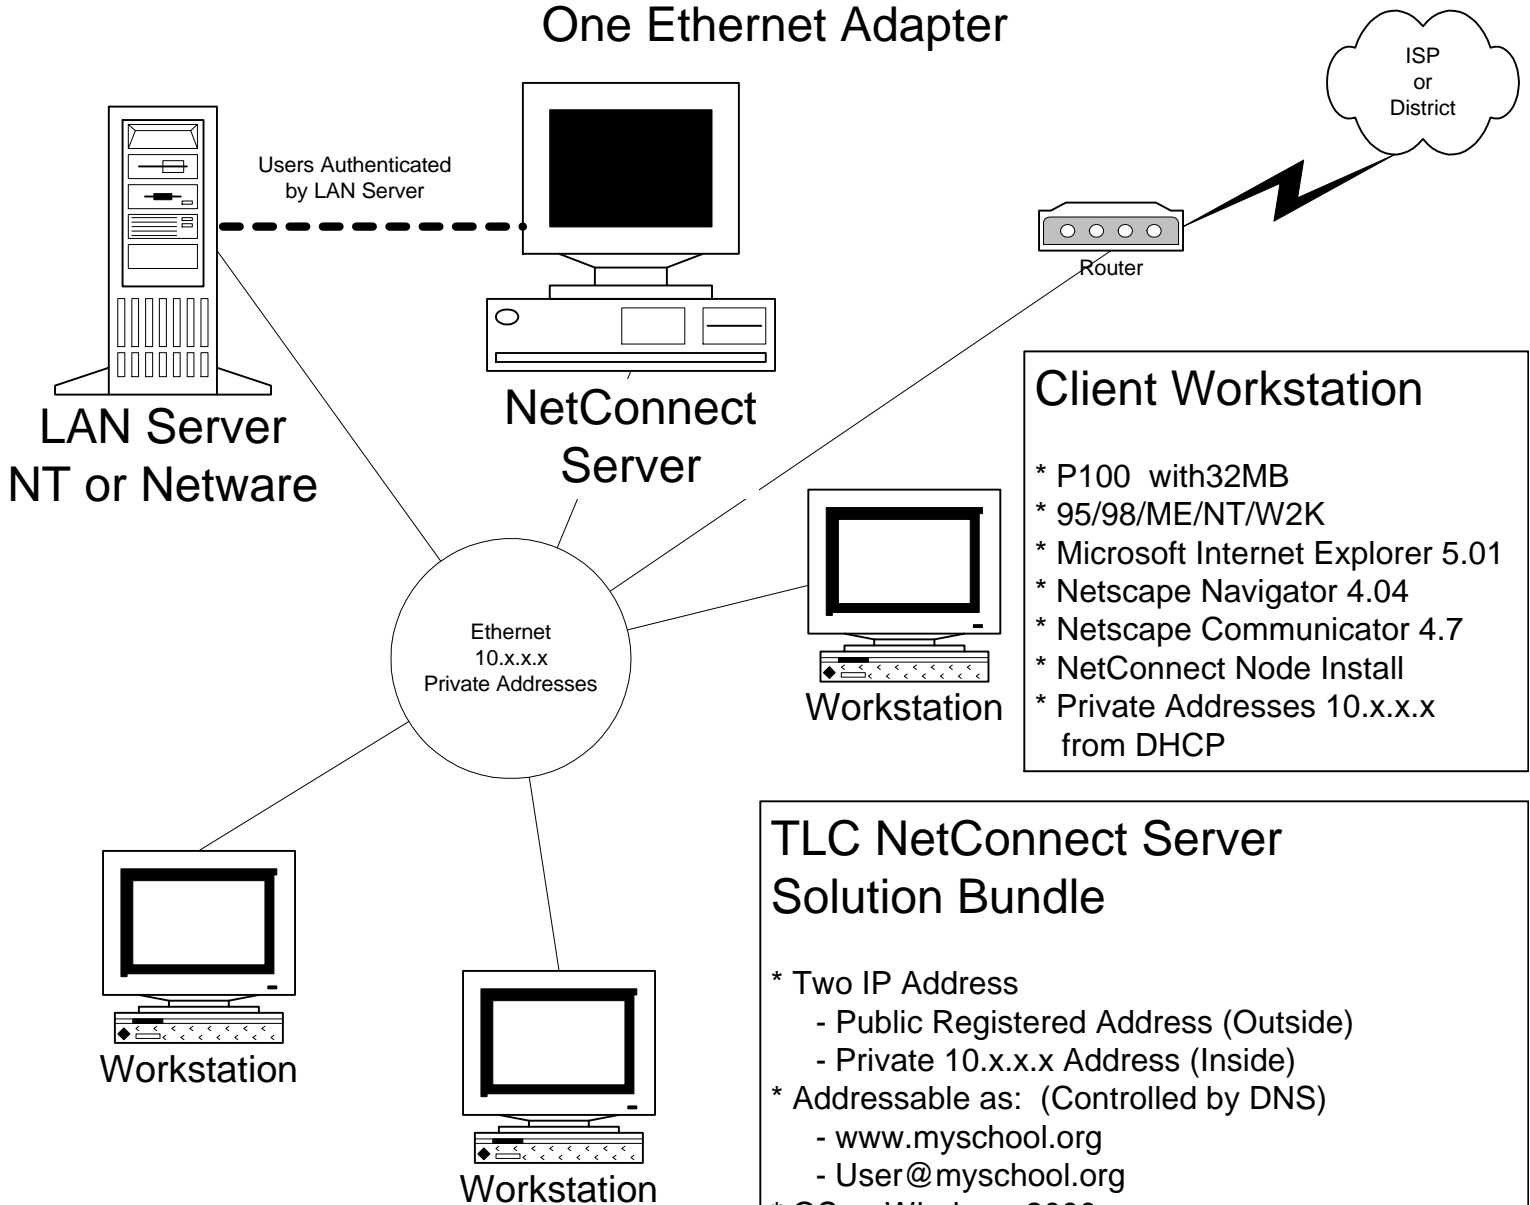 One Ethernet Adapter
ISP
or
District
Users Authenticated
by LAN Server
Router
LAN Server
NT or Netware
NetConnect
Server
Client Workstation
* P100  with32MB
* 95/98/ME/NT/W2K
* Microsoft Internet Explorer 5.01
* Netscape Navigator 4.04
* Netscape Communicator 4.7
* NetConnect Node Install
* Private Addresses 10.x.x.x
from DHCP
Ethernet
10.x.x.x
Private Addresses
Workstation
Workstation
Workstation
TLC NetConnect Server
Solution Bundle
* Two IP Address
- Public Registered Address (Outside)
- Private 10.x.x.x Address (Inside)
* Addressable as:  (Controlled by DNS)
- www.myschool.org
- User@myschool.org